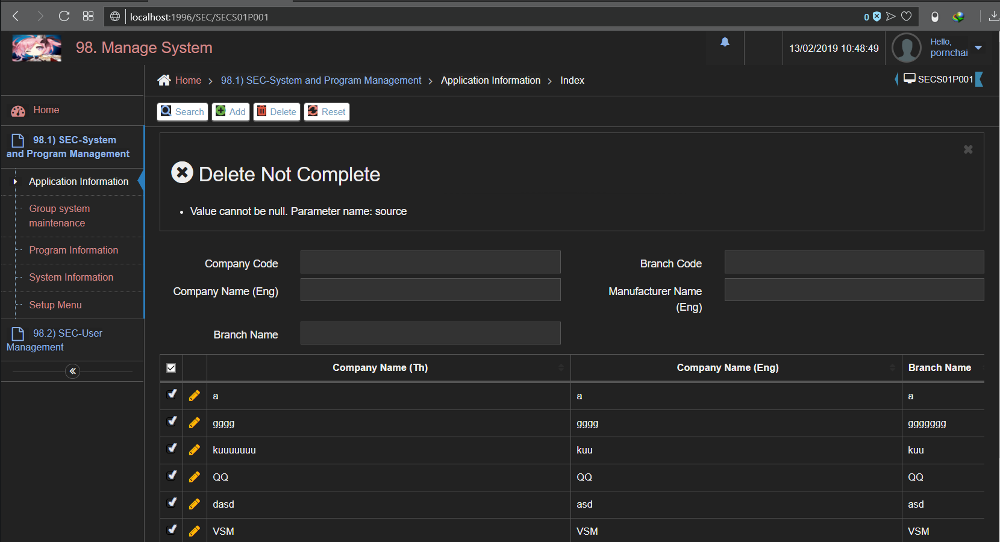 localhost:1996/SEC/SECS01P001
0
98. Manage System
13/02/2019 10:48:49
Hello,
pornchai
Home
98.1) SEC-System and Program Management
Application Information
Index
SECS01P001
Home
98.1) SEC-System
and Program Management
Application Information
Group system
maintenance
Program Information
System Information
Setup Menu
98.2) SEC-User
Management
Search
Add
Delete
Reset
Delete Not Complete
Value cannot be null. Parameter name: source
Company Code
Branch Code
Company Name (Eng)
Manufacturer Name
(Eng)
Branch Name
Company Name (Th)
Company Name (Eng)
Branch Name
a
a
a
gggg
gggg
ggggggg
kuuuuuuu
kuu
kuu
QQ
QQ
QQ
dasd
asd
asd
VSM
VSM
VSM